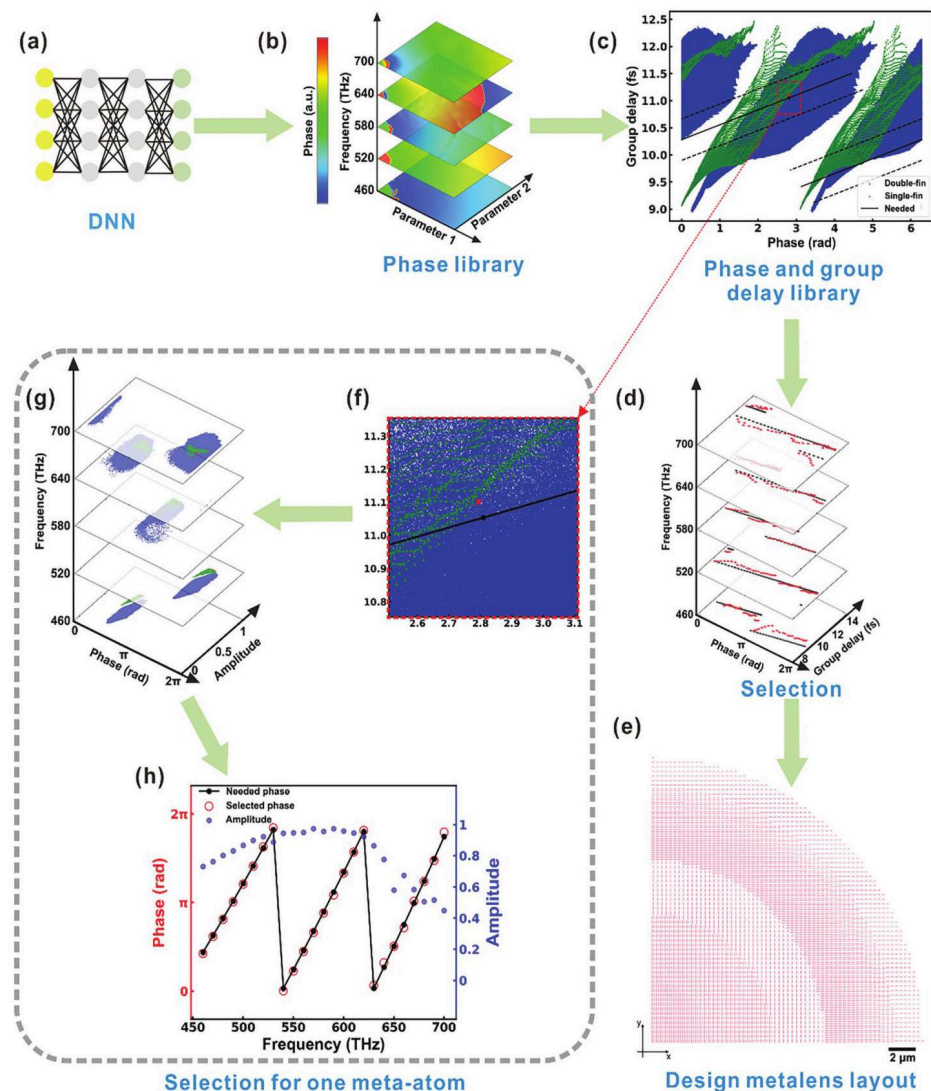 (a)
DNN
(b)
Phase (a.u.)
Frequency (THz)
700
640
580
520
460
Parameter 1
Parameter 2
Phase library
(c)
Group delay (fs)
12.5
12.0
11.5
11.0
10.5
10.0
9.5
9.0
0 1 2 3 4 5 6
Phase (rad)
Double-fin
Single-fin
Needed
Phase and group
delay library
(g)
Frequency (THz)
700
640
580
520
460
0
π
2π
Phase (rad)
0
0.5
1
Amplitude
(f)
11.3
11.2
11.1
11.0
10.9
10.8
2.6 2.7 2.8 2.9 3.0 3.1
(d)
Frequency (THz)
700
640
580
520
460
0
π
2π
Phase (rad)
8
10
12
14
Group delay (fs)
Selection
(h)
Needed phase
Selected phase
Amplitude
Phase (rad)
2π
π
0
Amplitude
1
0.8
0.6
0.4
0.2
0
450 500 550 600 650 700
Frequency (THz)
Selection for one meta-atom
(e)
y
x
2 μm
Design metalens layout